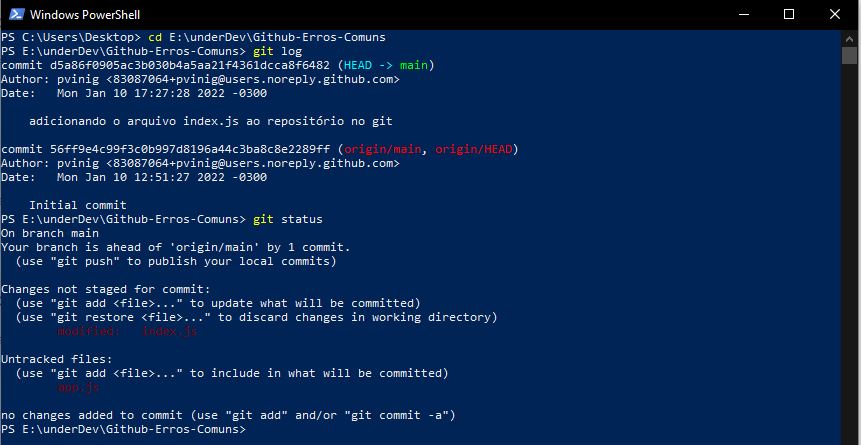 Windows PowerShell
PS C:\Users\Desktop> cd E:\underDev\Github-Erros-Comuns
PS E:\underDev\Github-Erros-Comuns> git log
commit d5a86f0905ac3b030b4a5aa21f4361dcca8f6482 (HEAD -> main)
Author: pvinig <83087064+pvinig@users.noreply.github.com>
Date:   Mon Jan 10 17:27:28 2022 -0300
    adicionando o arquivo index.js ao repositório no git
commit 56ff9e4c99f3c0b997d8196a44c3ba8c8e2289ff (origin/main, origin/HEAD)
Author: pvinig <83087064+pvinig@users.noreply.github.com>
Date:   Mon Jan 10 12:51:27 2022 -0300
    Initial commit
PS E:\underDev\Github-Erros-Comuns> git status
On branch main
Your branch is ahead of 'origin/main' by 1 commit.
  (use "git push" to publish your local commits)
Changes not staged for commit:
  (use "git add <file>..." to update what will be committed)
  (use "git restore <file>..." to discard changes in working directory)
        modified:   index.js
Untracked files:
  (use "git add <file>..." to include in what will be committed)
        app.js
no changes added to commit (use "git add" and/or "git commit -a")
PS E:\underDev\Github-Erros-Comuns>